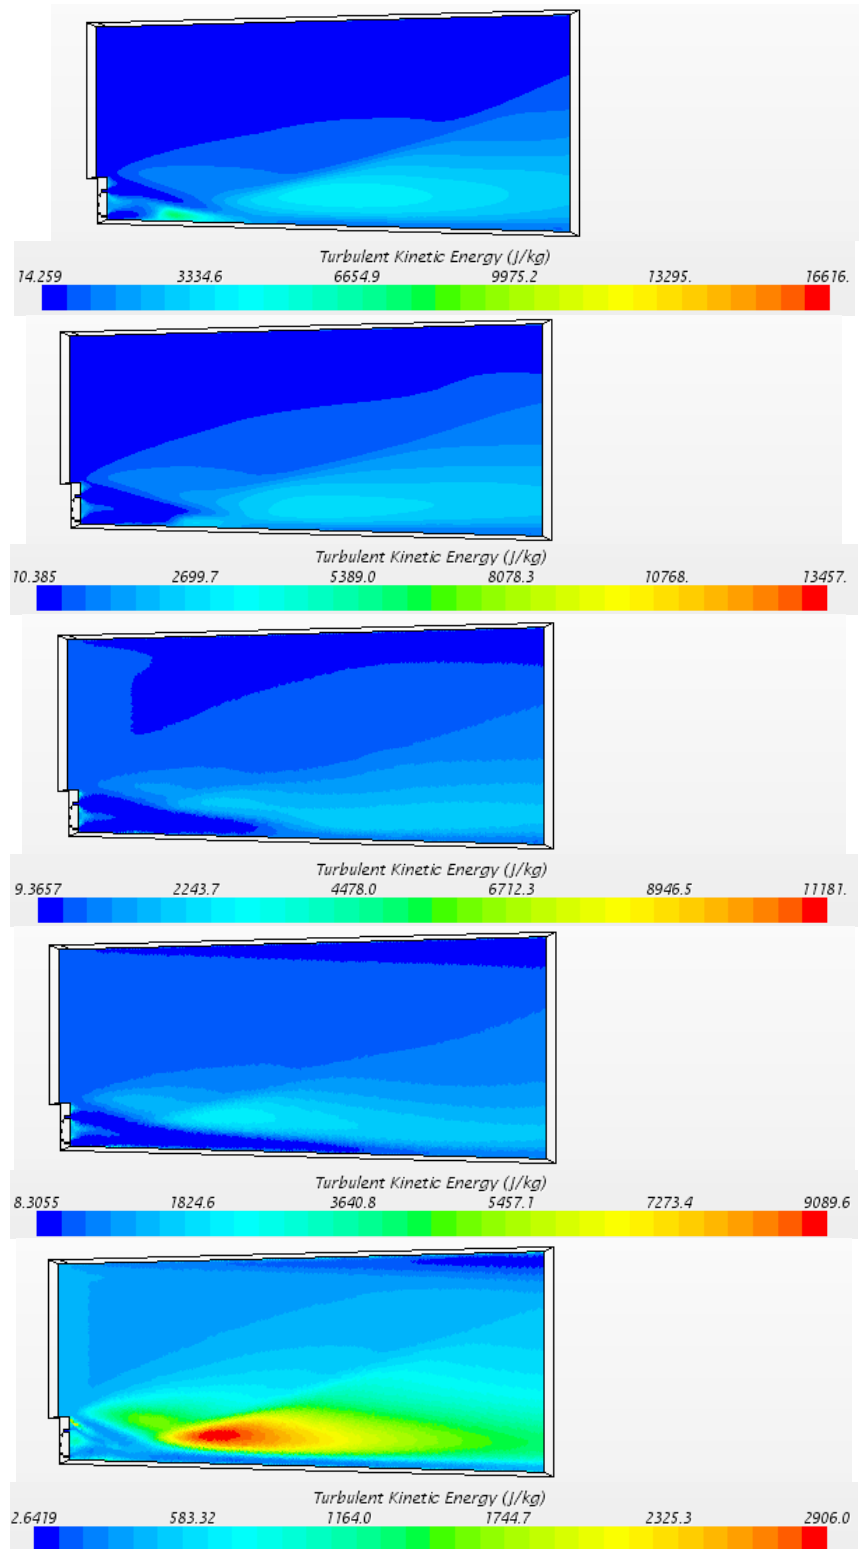 Turbulent Kinetic Energy (J/kg)
14.259 3334.6 6654.9 9975.2 13295. 16616.
Turbulent Kinetic Energy (J/kg)
10.385 2699.7 5389.0 8078.3 10768. 13457.
Turbulent Kinetic Energy (J/kg)
9.3657 2243.7 4478.0 6712.3 8946.5 11181.
Turbulent Kinetic Energy (J/kg)
8.3055 1824.6 3640.8 5457.1 7273.4 9089.6
Turbulent Kinetic Energy (J/kg)
2.6419 583.32 1164.0 1744.7 2325.3 2906.0